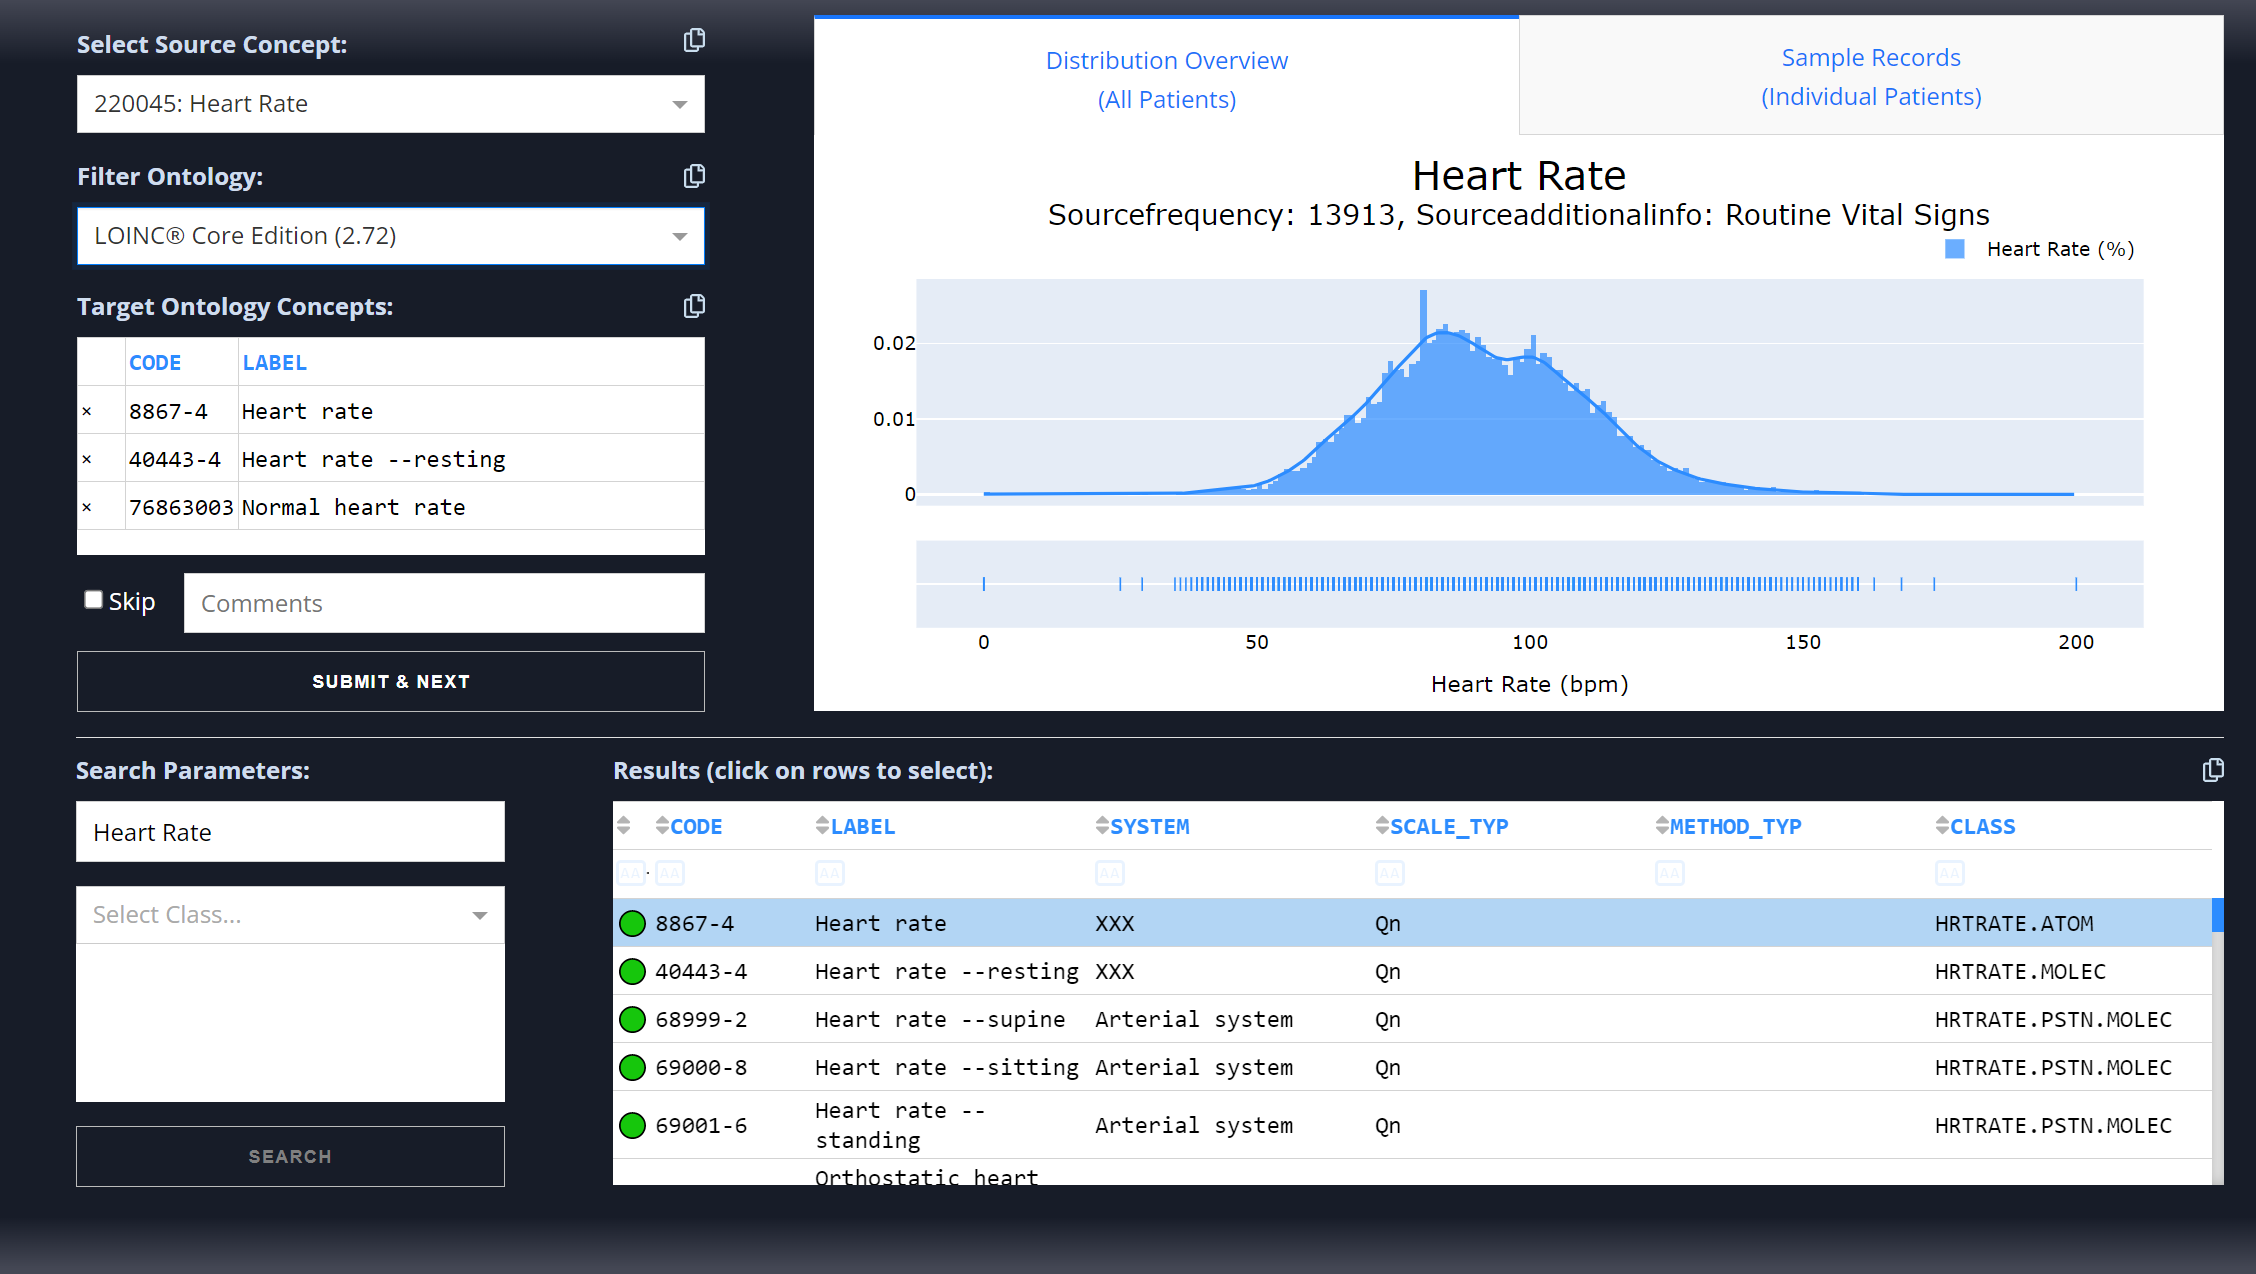 Select Source Concept:
220045: Heart Rate
Filter Ontology:
LOINC® Core Edition (2.72)
Target Ontology Concepts:
CODE LABEL
× 8867-4 Heart rate
× 40443-4 Heart rate --resting
× 76863003 Normal heart rate
Skip Comments
SUBMIT & NEXT
Distribution Overview
(All Patients)
Sample Records
(Individual Patients)
Heart Rate
Sourcefrequency: 13913, Sourceadditionalinfo: Routine Vital Signs
Heart Rate (%)
0.02
0.01
0
0 50 100 150 200
Heart Rate (bpm)
Search Parameters:
Heart Rate
Select Class...
SEARCH
Results (click on rows to select):
CODE LABEL SYSTEM SCALE_TYP METHOD_TYP CLASS
AA AA AA AA AA AA AA
8867-4 Heart rate XXX Qn HRTRATE.ATOM
40443-4 Heart rate --resting XXX Qn HRTRATE.MOLEC
68999-2 Heart rate --supine Arterial system Qn HRTRATE.PSTN.MOLEC
69000-8 Heart rate --sitting Arterial system Qn HRTRATE.PSTN.MOLEC
69001-6 Heart rate --
standing Arterial system Qn HRTRATE.PSTN.MOLEC
Orthostatic heart